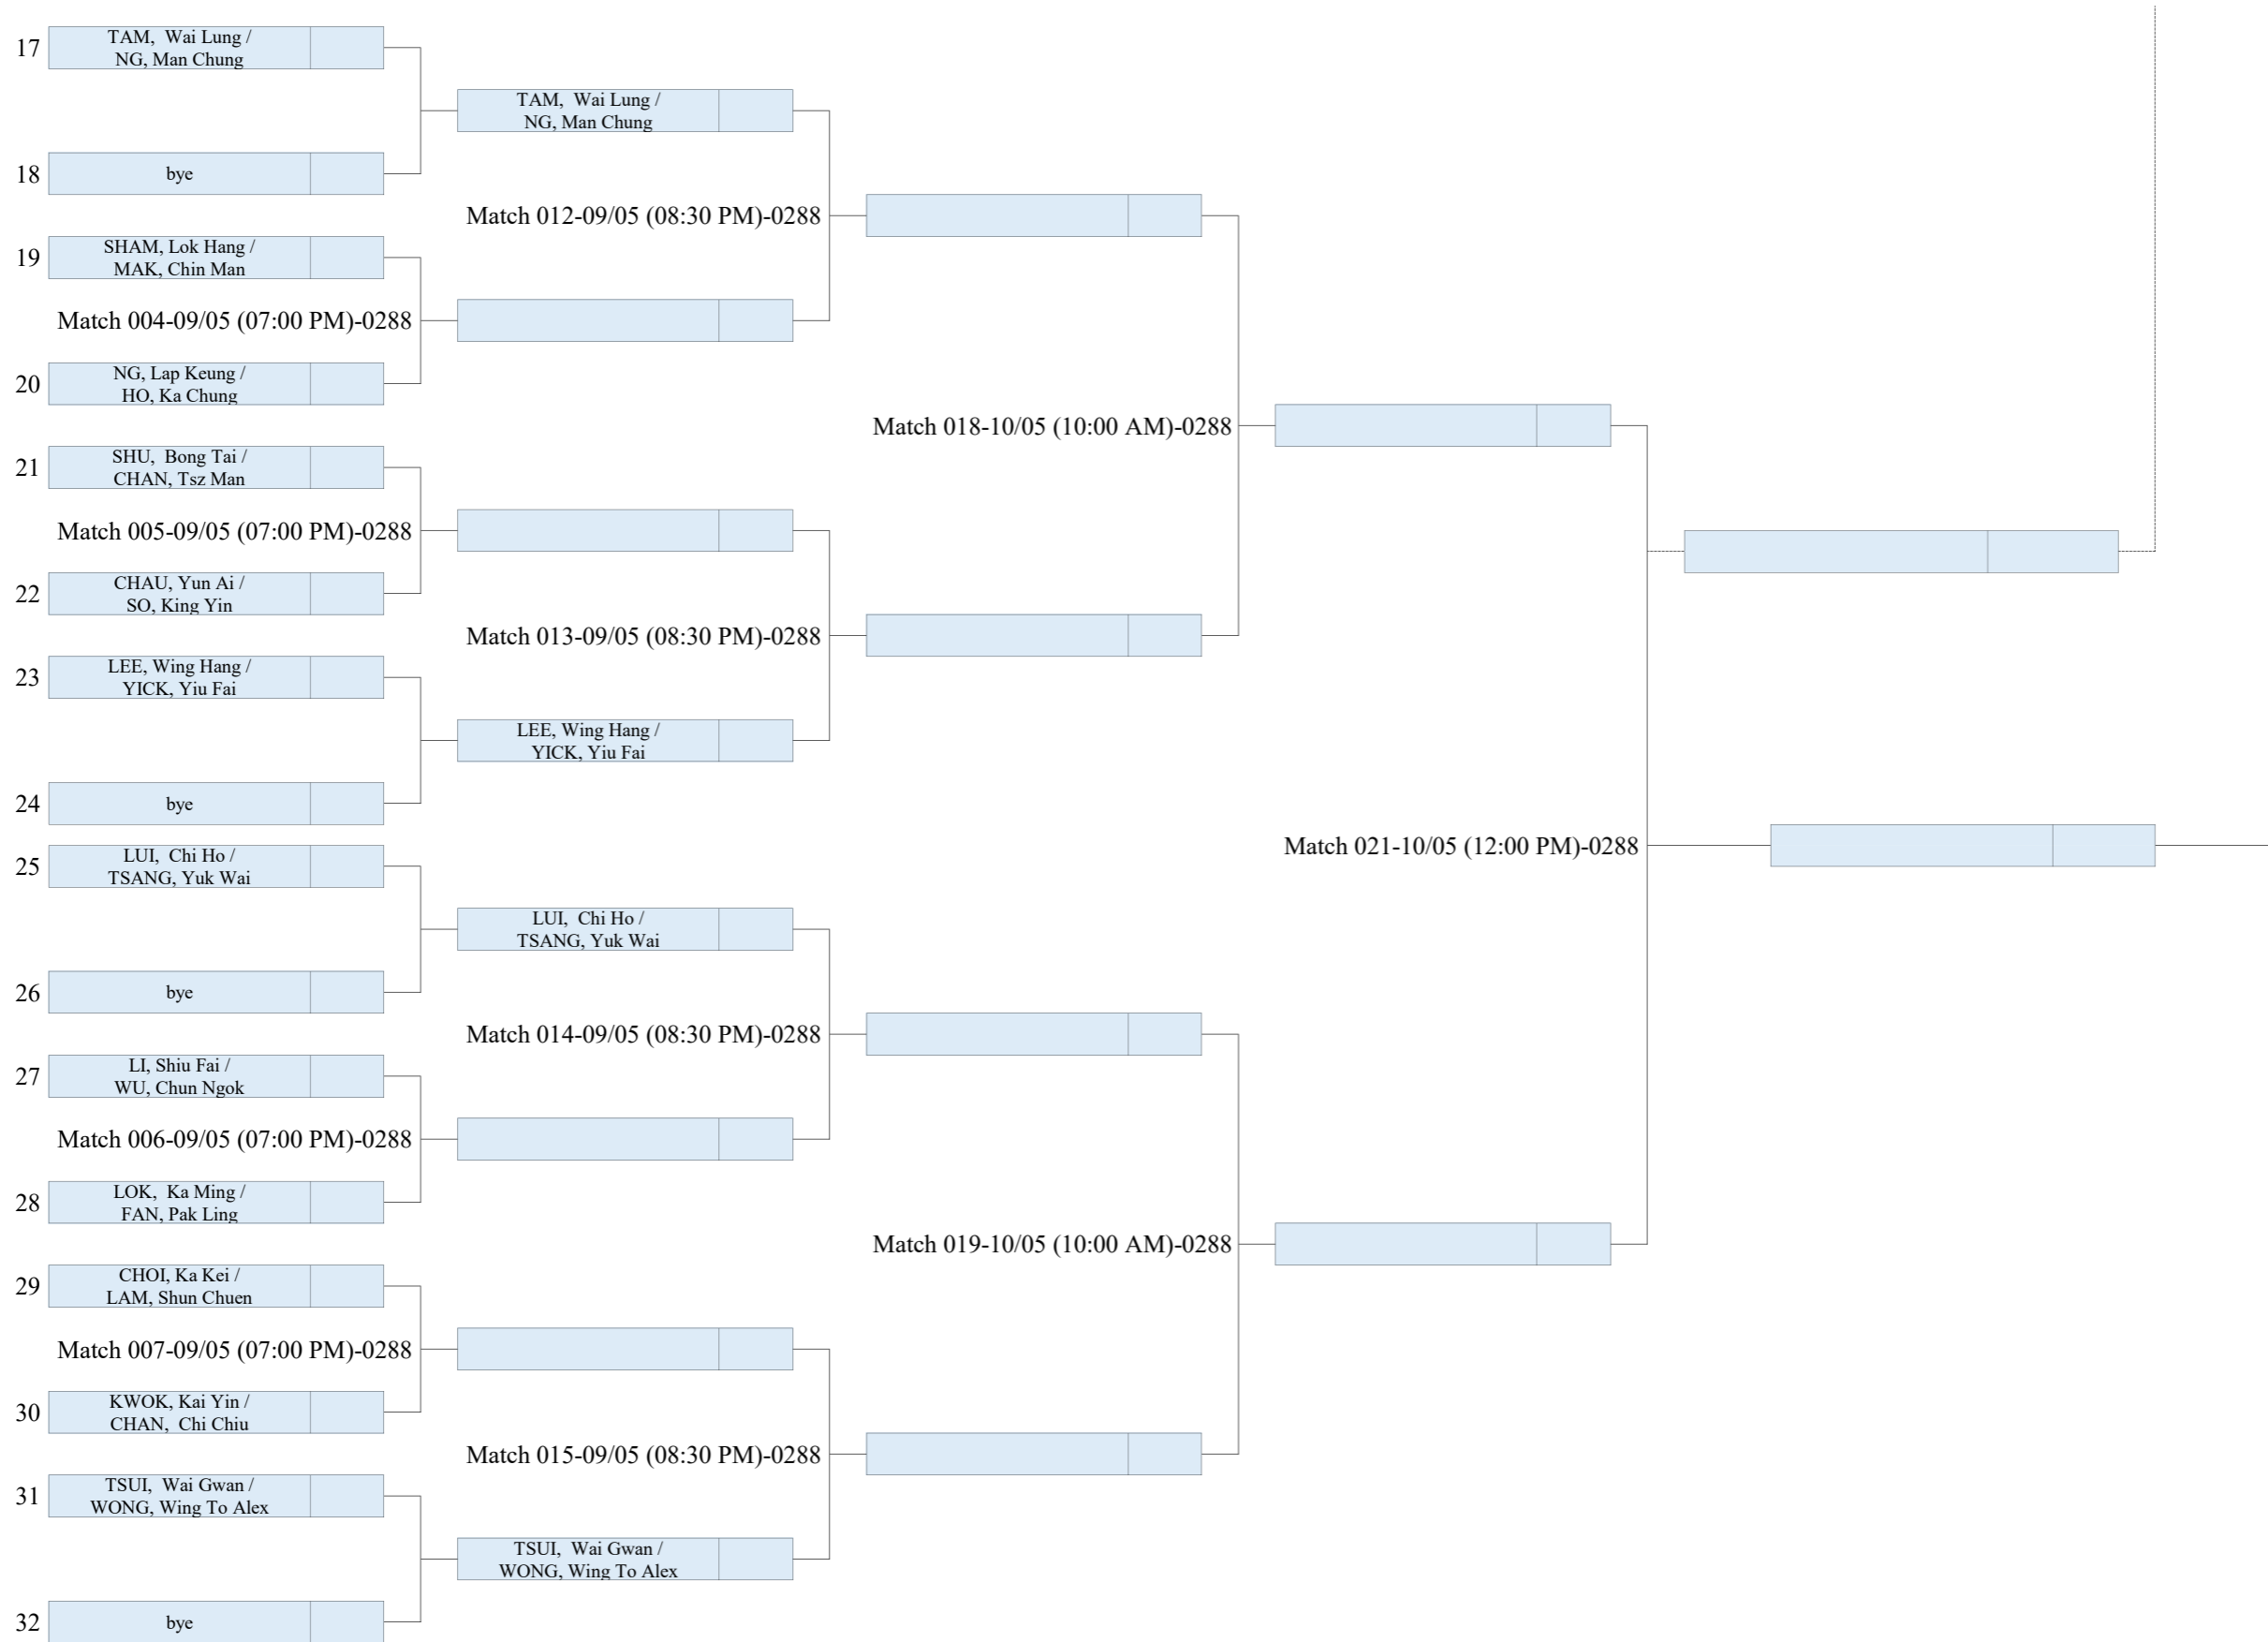 17
TAM,  Wai Lung /
NG, Man Chung
TAM,  Wai Lung /
NG, Man Chung
18
bye
Match 012-09/05 (08:30 PM)-0288
19
SHAM, Lok Hang /
MAK, Chin Man
Match 004-09/05 (07:00 PM)-0288
20
NG, Lap Keung /
HO, Ka Chung
Match 018-10/05 (10:00 AM)-0288
21
SHU,  Bong Tai /
CHAN, Tsz Man
Match 005-09/05 (07:00 PM)-0288
22
CHAU, Yun Ai /
SO, King Yin
Match 013-09/05 (08:30 PM)-0288
23
LEE, Wing Hang /
YICK, Yiu Fai
LEE, Wing Hang /
YICK, Yiu Fai
24
bye
Match 021-10/05 (12:00 PM)-0288
25
LUI,  Chi Ho /
TSANG, Yuk Wai
LUI,  Chi Ho /
TSANG, Yuk Wai
26
bye
Match 014-09/05 (08:30 PM)-0288
27
LI, Shiu Fai /
WU, Chun Ngok
Match 006-09/05 (07:00 PM)-0288
28
LOK,  Ka Ming /
FAN, Pak Ling
Match 019-10/05 (10:00 AM)-0288
29
CHOI, Ka Kei /
LAM, Shun Chuen
Match 007-09/05 (07:00 PM)-0288
30
KWOK, Kai Yin /
CHAN,  Chi Chiu
Match 015-09/05 (08:30 PM)-0288
31
TSUI,  Wai Gwan /
WONG, Wing To Alex
TSUI,  Wai Gwan /
WONG, Wing To Alex
32
bye